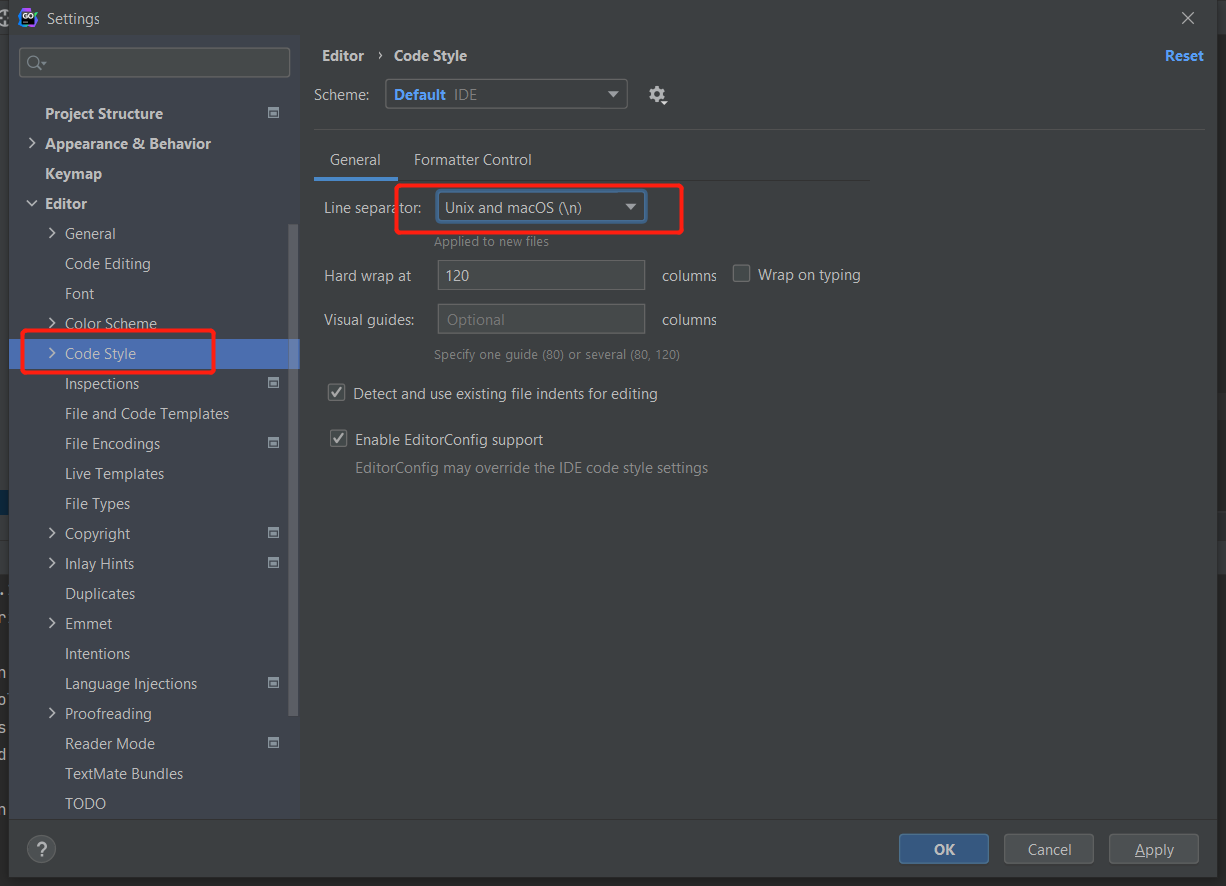 GO
Settings
Editor › Code Style
Reset
Scheme: Default IDE
Project Structure
Appearance & Behavior
Keymap
Editor
General
Code Editing
Font
Color Scheme
Code Style
Inspections
File and Code Templates
File Encodings
Live Templates
File Types
Copyright
Inlay Hints
Duplicates
Emmet
Intentions
Language Injections
Proofreading
Reader Mode
TextMate Bundles
TODO
General Formatter Control
Line separator: Unix and macOS (\n)
Applied to new files
Hard wrap at 120 columns Wrap on typing
Visual guides: Optional columns
Specify one guide (80) or several (80, 120)
Detect and use existing file indents for editing
Enable EditorConfig support
EditorConfig may override the IDE code style settings
? OK Cancel Apply